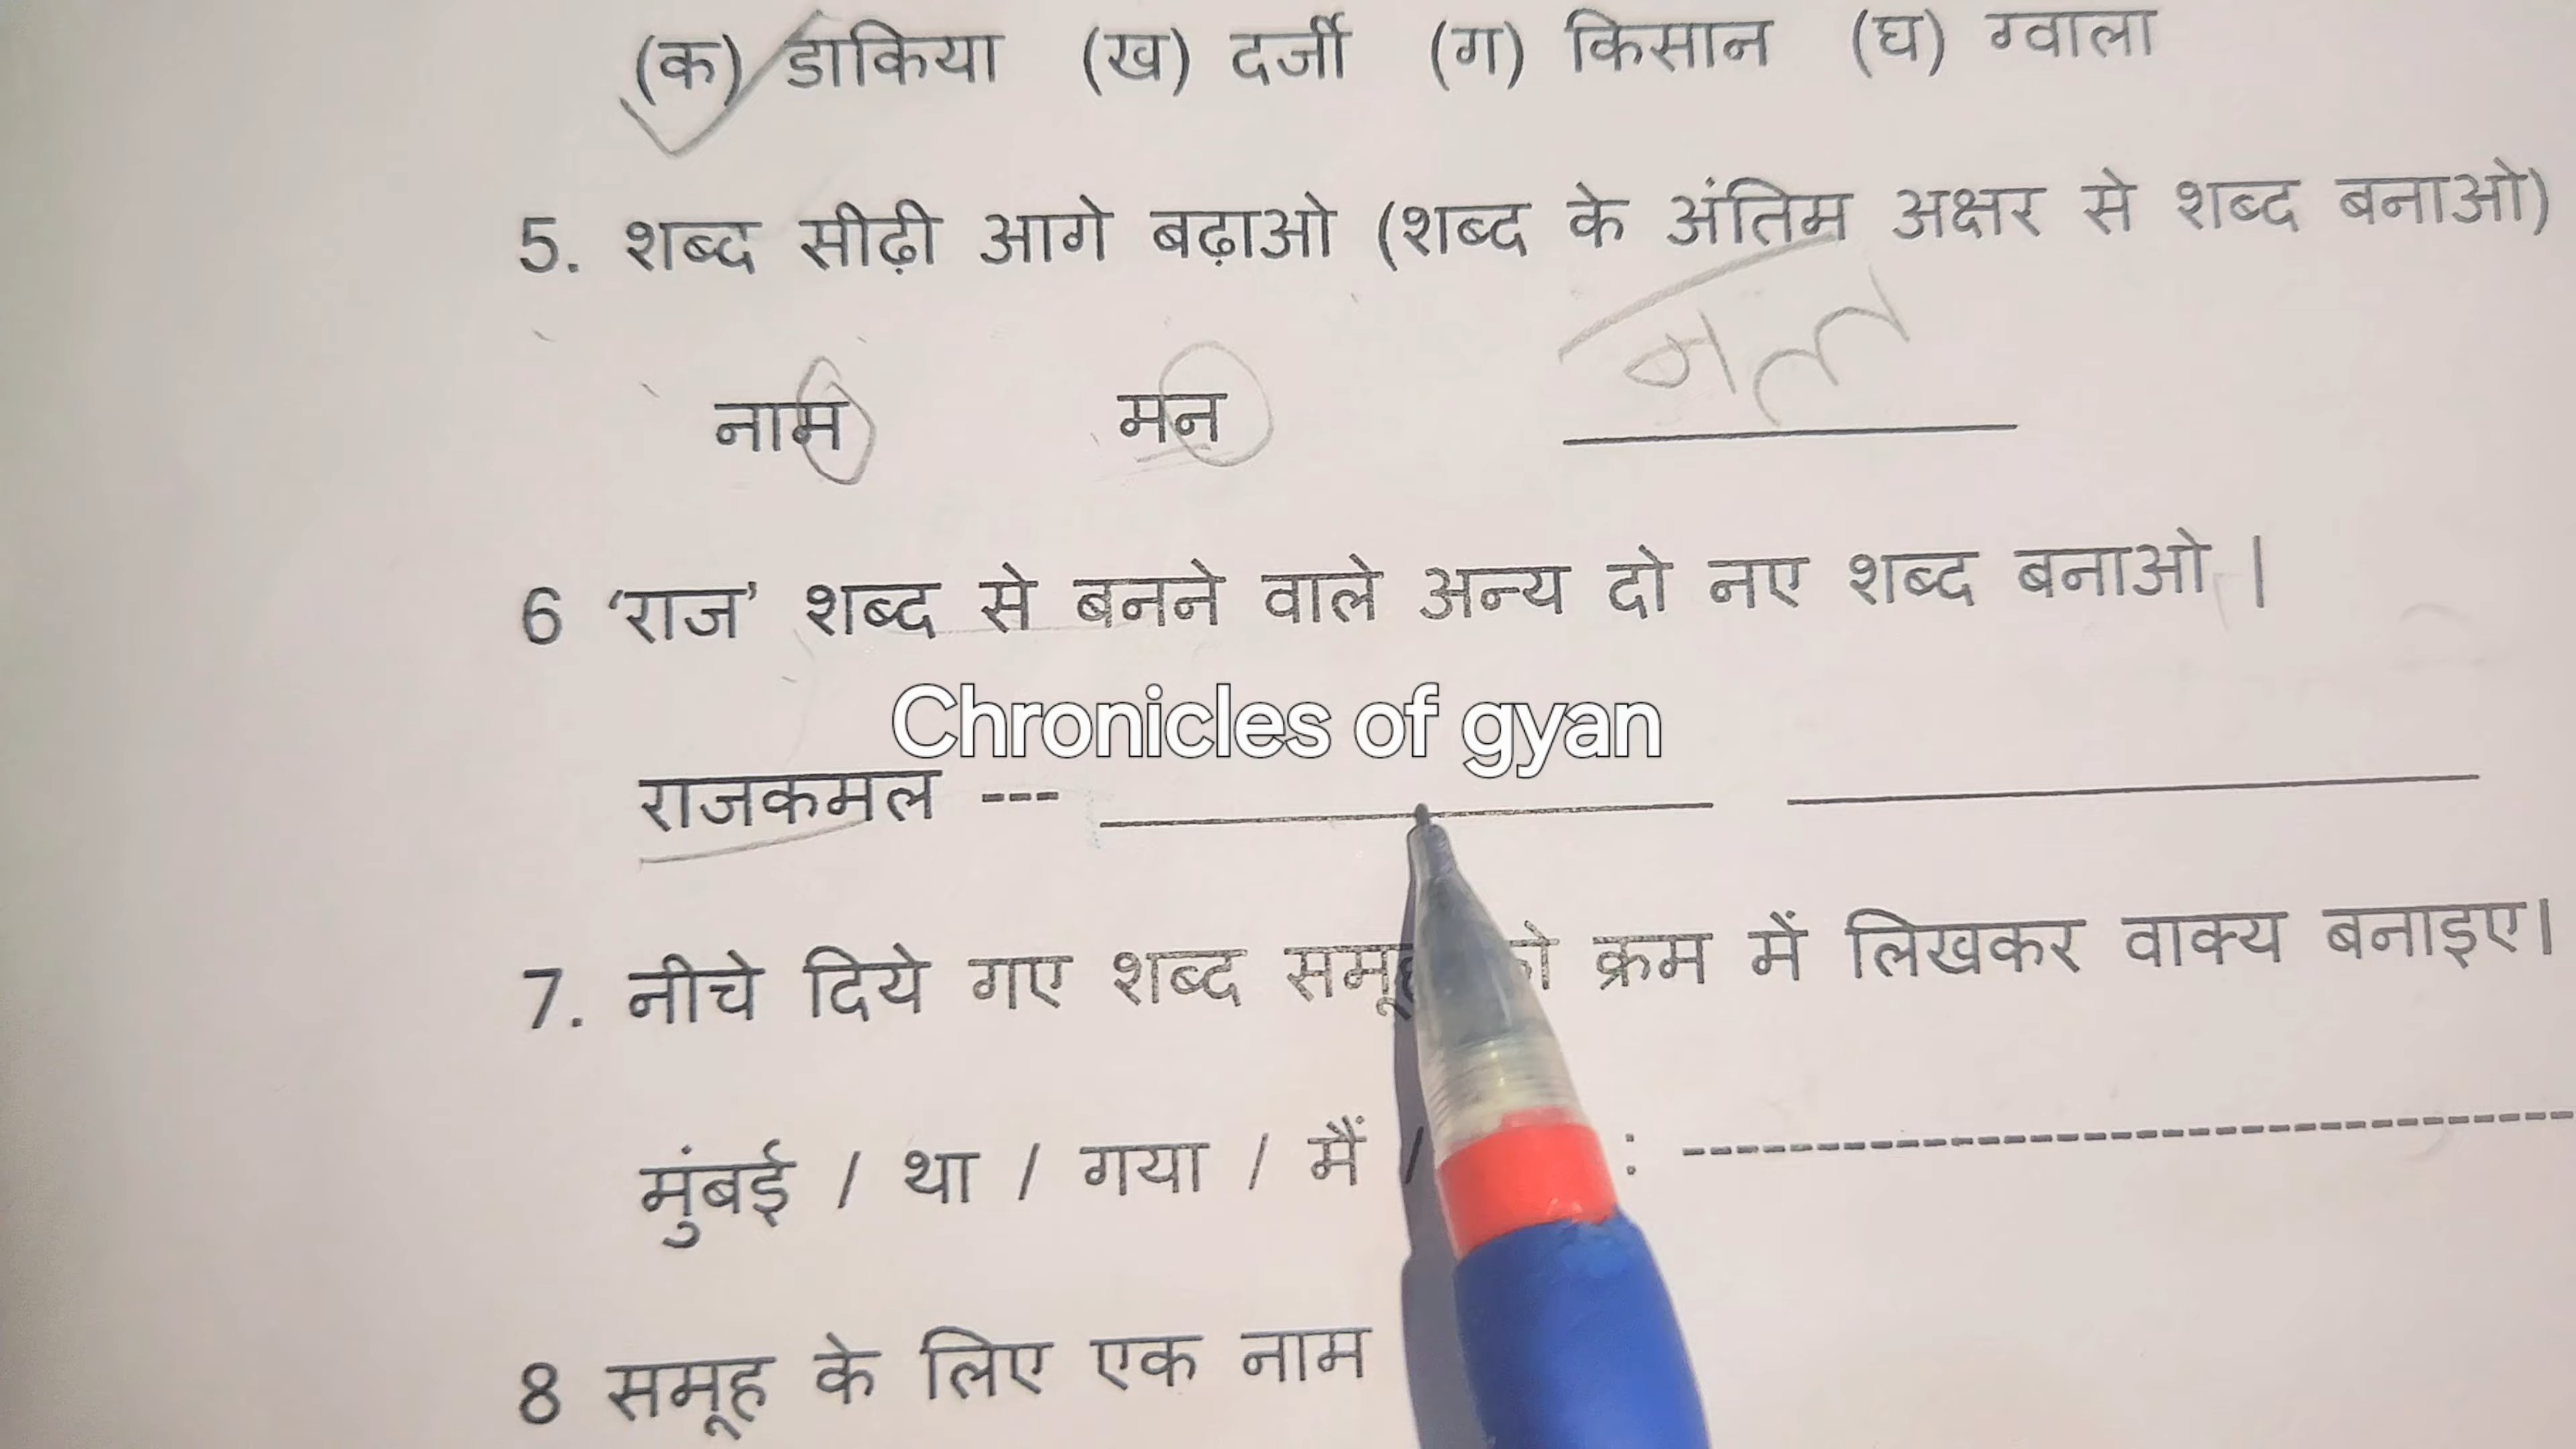 (क) डाकिया (ख) दर्जी (ग) किसान (घ) ग्वाला
5. शब्द सीढ़ी आगे बढ़ाओ (शब्द के अंतिम अक्षर से शब्द बनाओ)
नाम मन
6 ‘राज’ शब्द से बनने वाले अन्य दो नए शब्द बनाओ |
Chronicles of gyan
राजकमल ---
7. नीचे दिये गए शब्द क्रम में लिखकर वाक्य बनाइए।
मुंबई / था / गया / मैं / :
8 समूह के लिए एक नाम